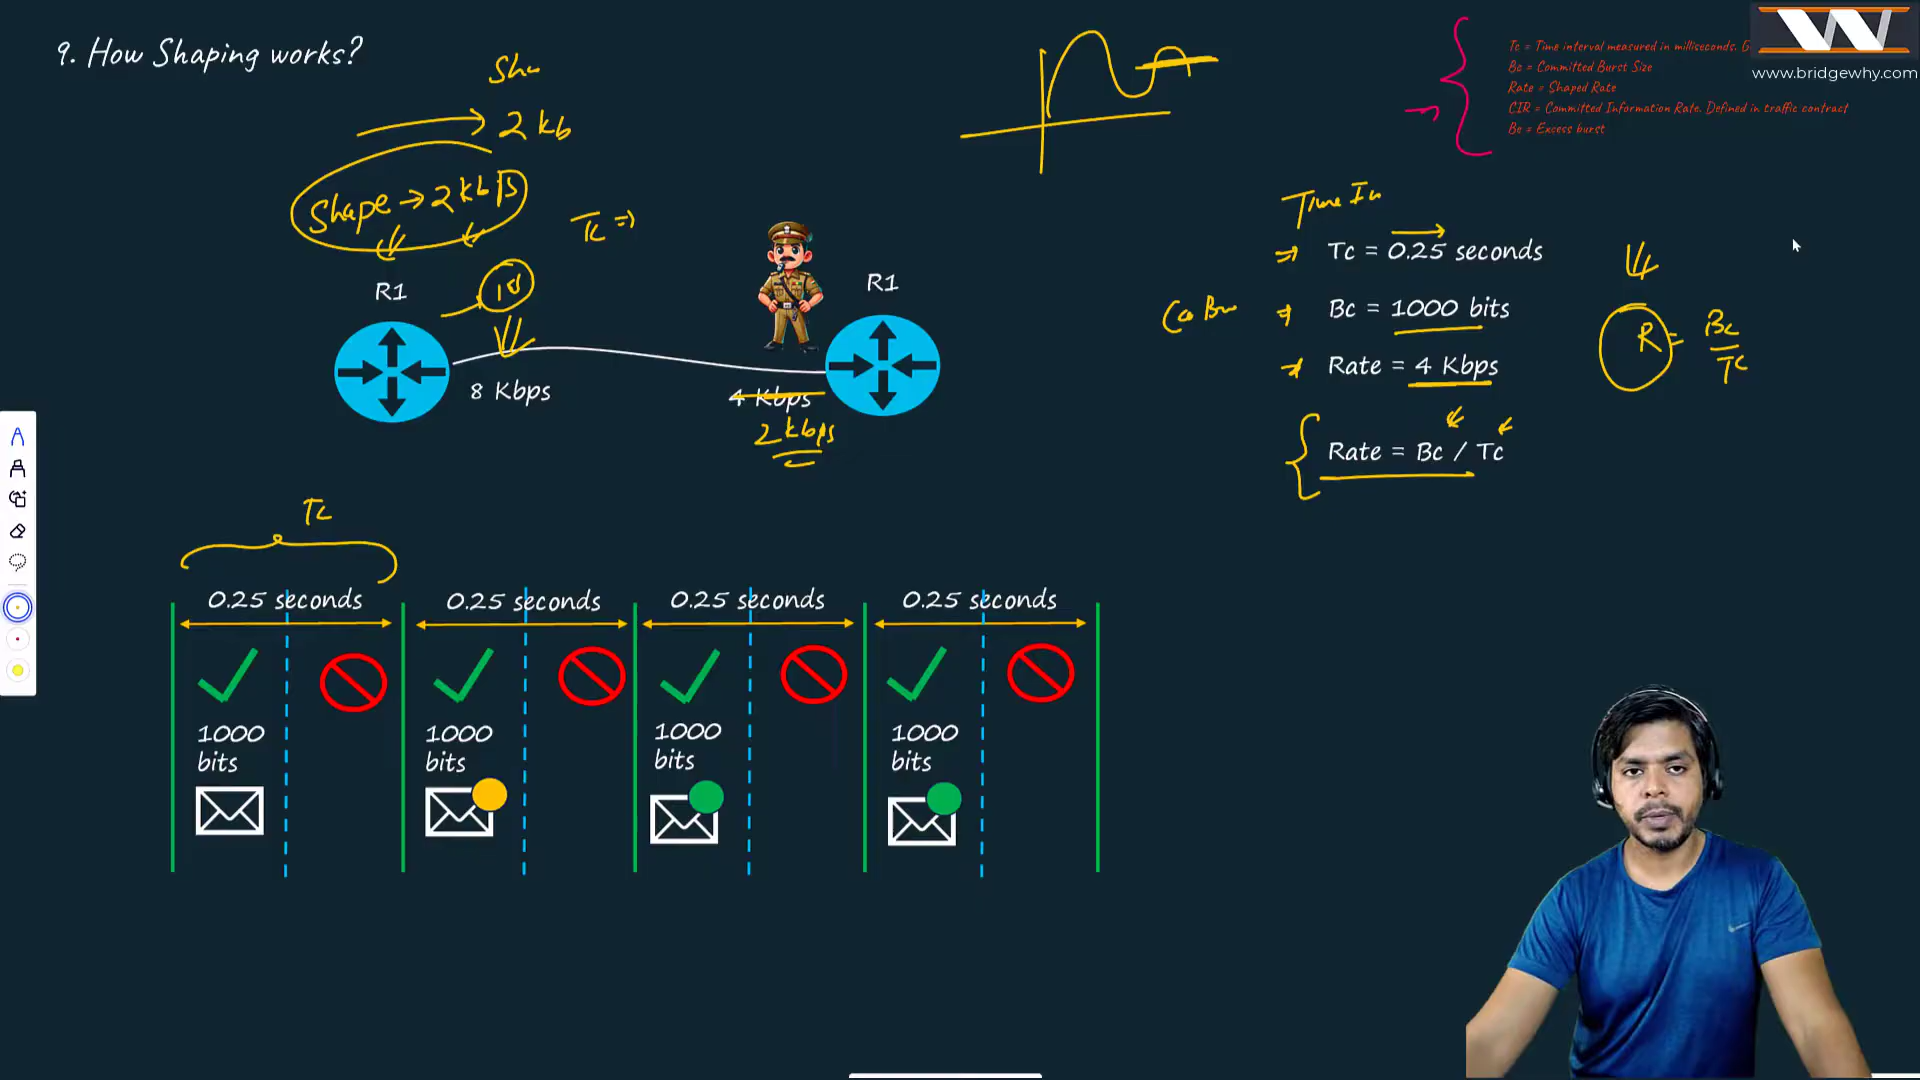 9. How Shaping works?
Sha
2 kb
Shape → 2 kb/s
Tc ⇒
R1
10
8 Kbps
R1
4 Kbps
2 kbps
www.bridgewhy.com
Tc = Time interval measured in milliseconds. G
Bc = Committed Burst Size
Rate = Shaped Rate
CIR = Committed Information Rate. Defined in traffic contract
Be = Excess burst
Time In
Tc = 0.25 seconds
Bc = 1000 bits
Rate = 4 Kbps
Rate = Bc / Tc
R = Bc / Tc
Tc
0.25 seconds
0.25 seconds
0.25 seconds
0.25 seconds
1000 bits
1000 bits
1000 bits
1000 bits